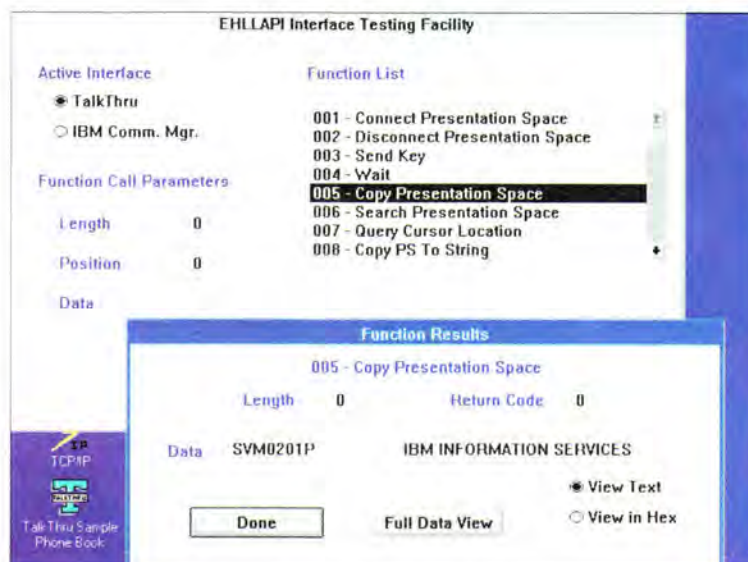 EHLLAPI Interface Testing Facility
Active Interface
TalkThru
IBM Comm. Mgr.
Function Call Parameters
Length 0
Position 0
Data
Function List
001 - Connect Presentation Space
002 - Disconnect Presentation Space
003 - Send Key
004 - Wait
005 - Copy Presentation Space
006 - Search Presentation Space
007 - Query Cursor Location
008 - Copy PS To String
Function Results
005 - Copy Presentation Space
Length 0 Return Code 0
Data SVM0201P IBM INFORMATION SERVICES
View Text
View in Hex
Done
Full Data View
TCP/IP
TALKTHRU
TalkThru Sample
Phone Book